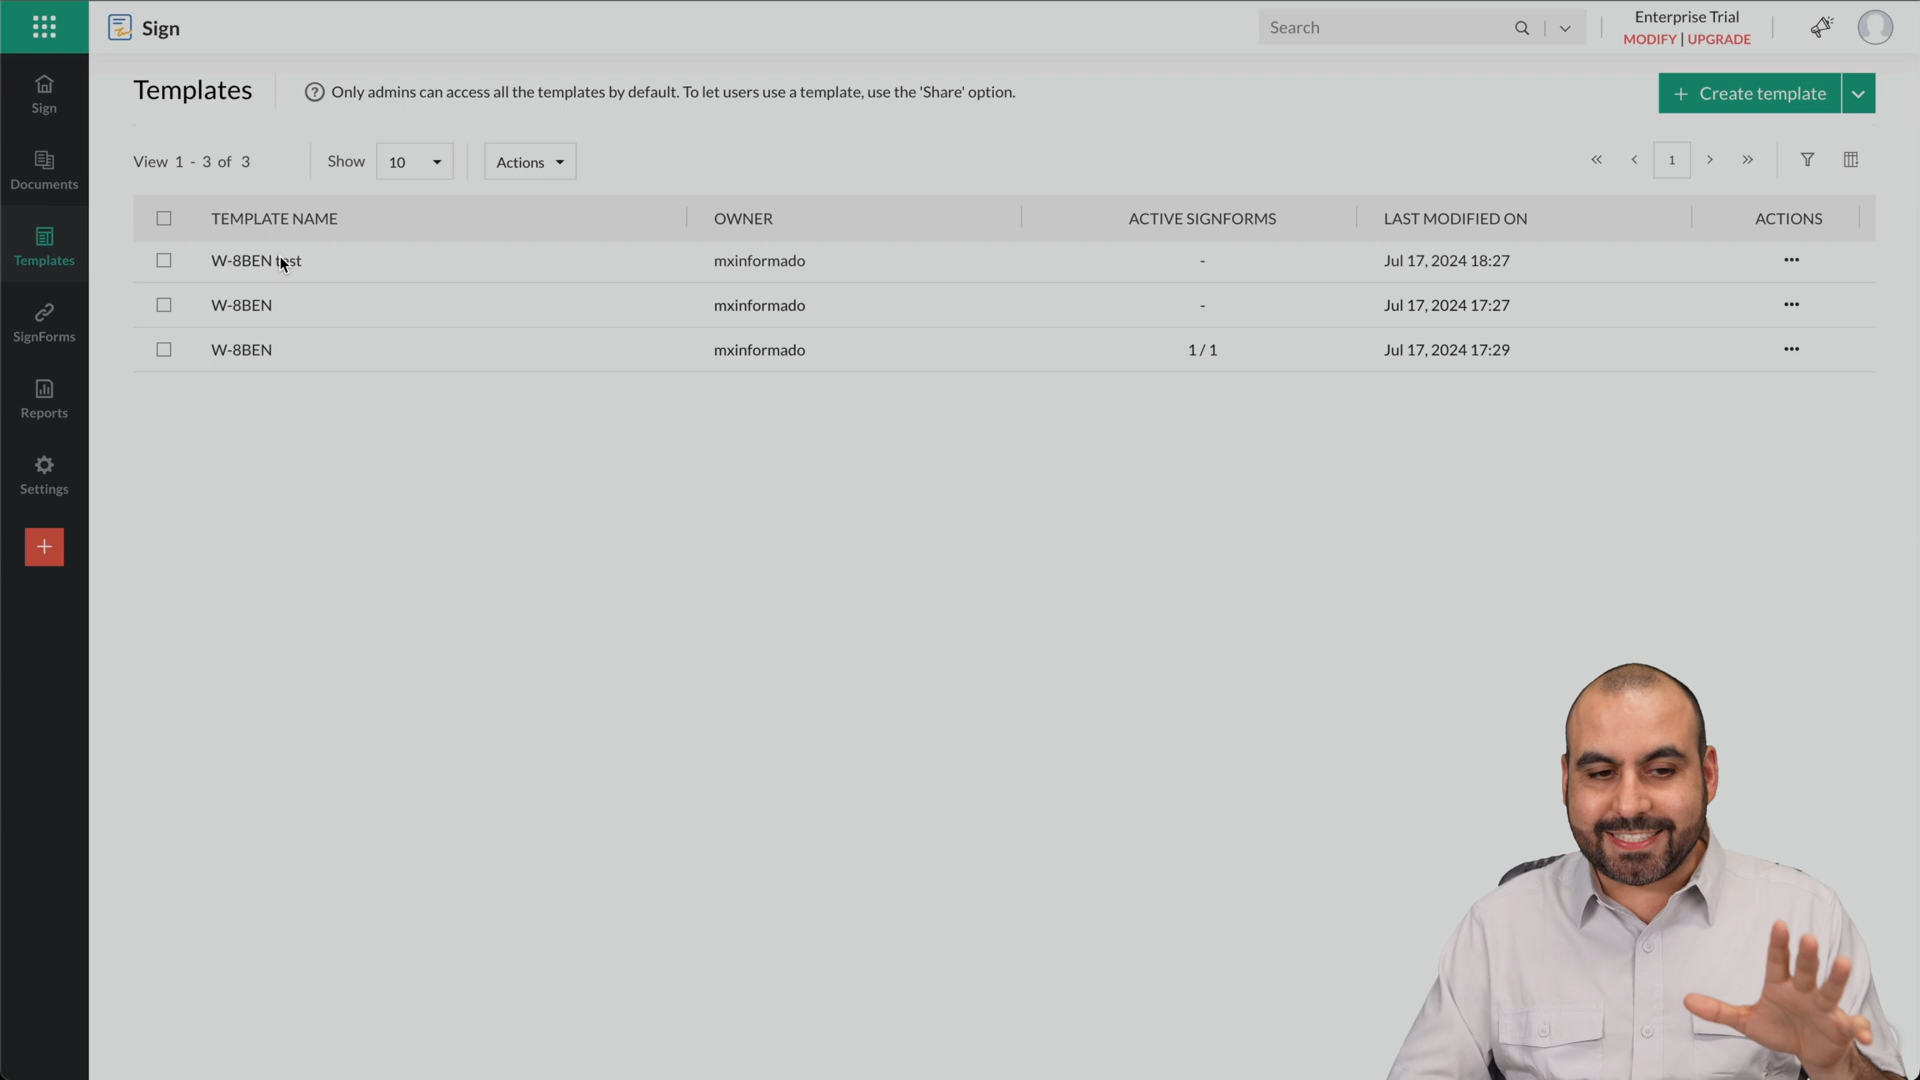 Sign
Search
Enterprise Trial
MODIFY | UPGRADE
Sign
Documents
Templates
SignForms
Reports
Settings
Templates
Only admins can access all the templates by default. To let users use a template, use the 'Share' option.
+ Create template
View 1 - 3 of 3
Show 10
Actions
1
TEMPLATE NAME OWNER ACTIVE SIGNFORMS LAST MODIFIED ON ACTIONS
W-8BEN test mxinformado - Jul 17, 2024 18:27
W-8BEN mxinformado - Jul 17, 2024 17:27
W-8BEN mxinformado 1 / 1 Jul 17, 2024 17:29